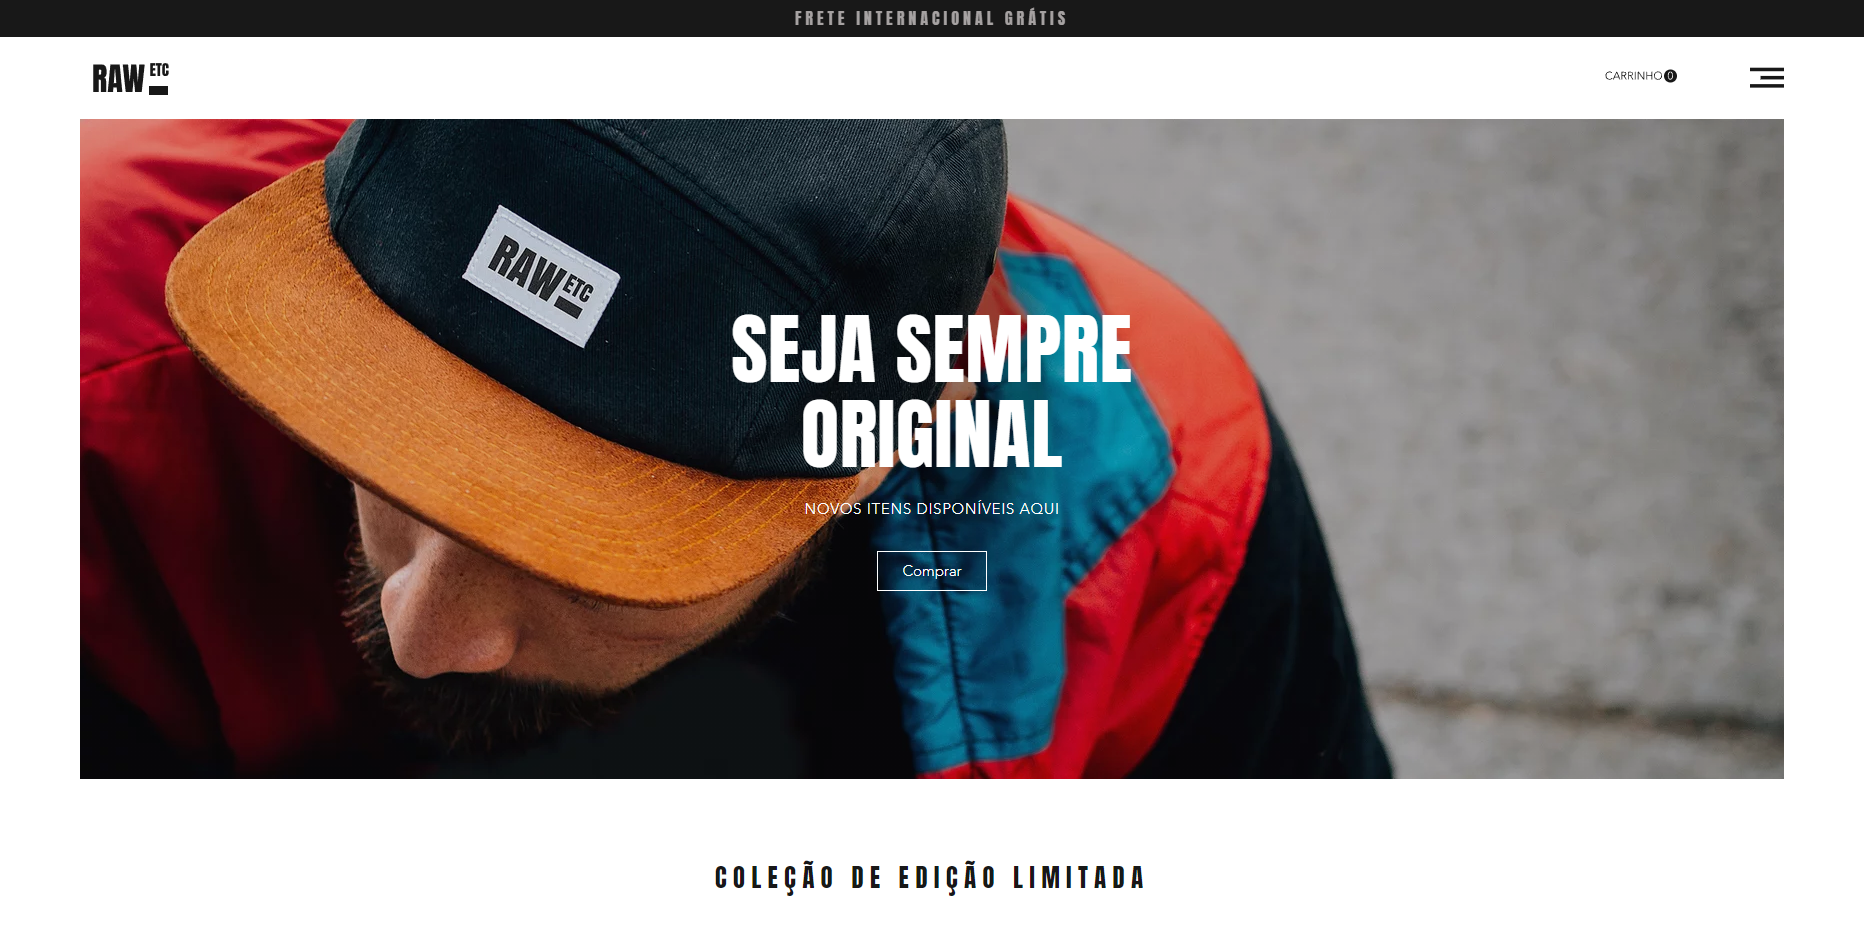 FRETE INTERNACIONAL GRÁTIS
RAW ETC
CARRINHO 0
RAW ETC
SEJA SEMPRE
ORIGINAL
NOVOS ITENS DISPONÍVEIS AQUI
Comprar
COLEÇÃO DE EDIÇÃO LIMITADA